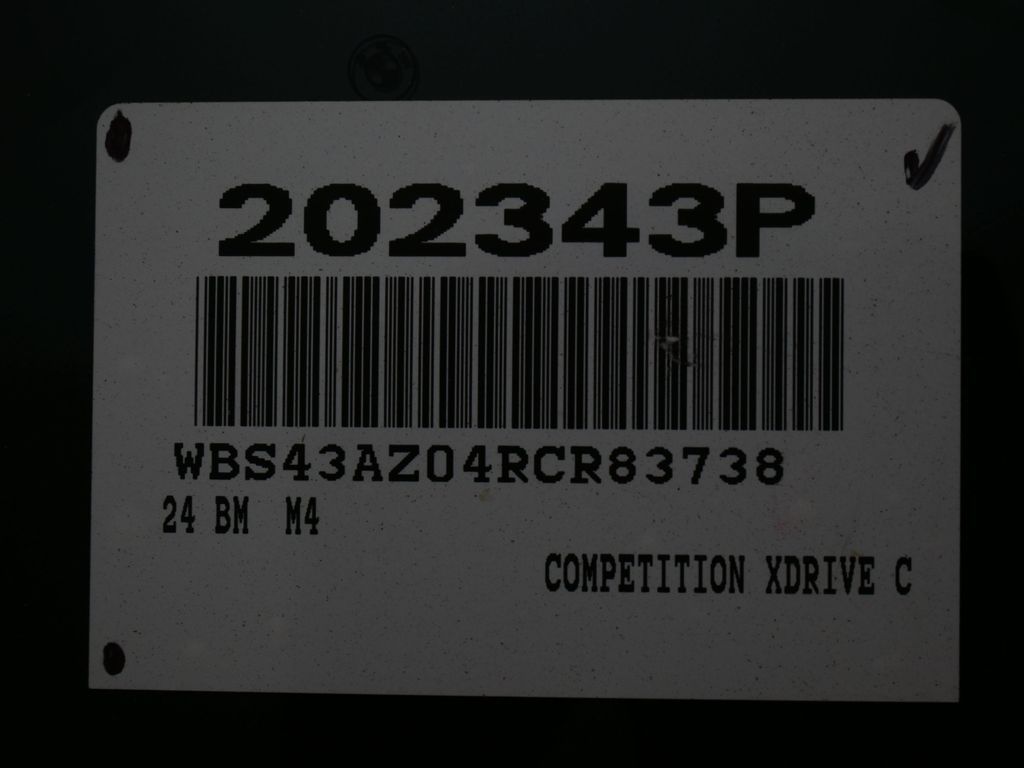 202343P
WBS43AZ04RCR83738
24 BM M4
COMPETITION XDRIVE C